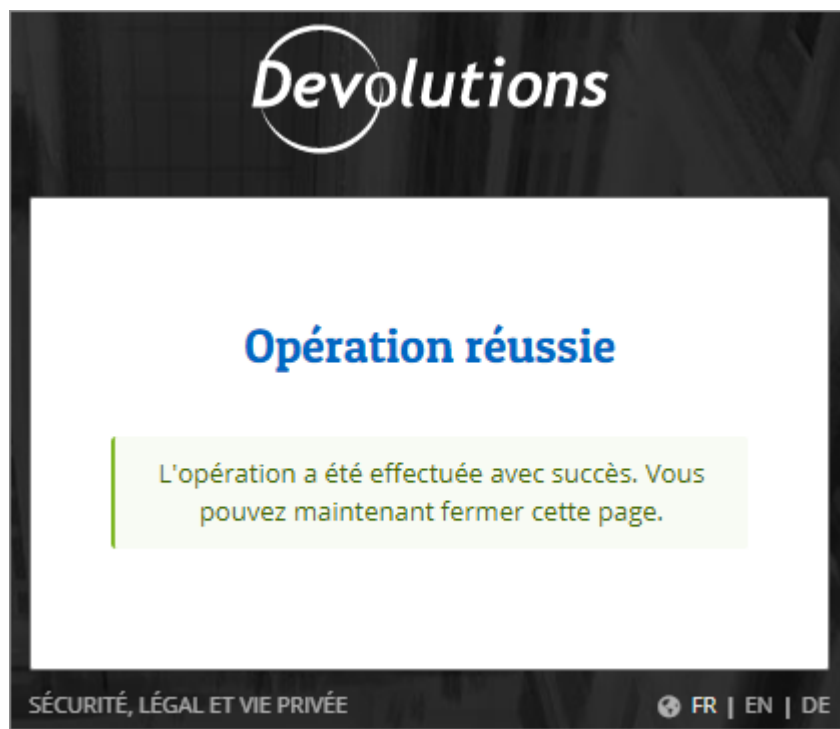 Devolutions
Opération réussie
L'opération a été effectuée avec succès. Vous
pouvez maintenant fermer cette page.
SÉCURITÉ, LÉGAL ET VIE PRIVÉE
FR | EN | DE